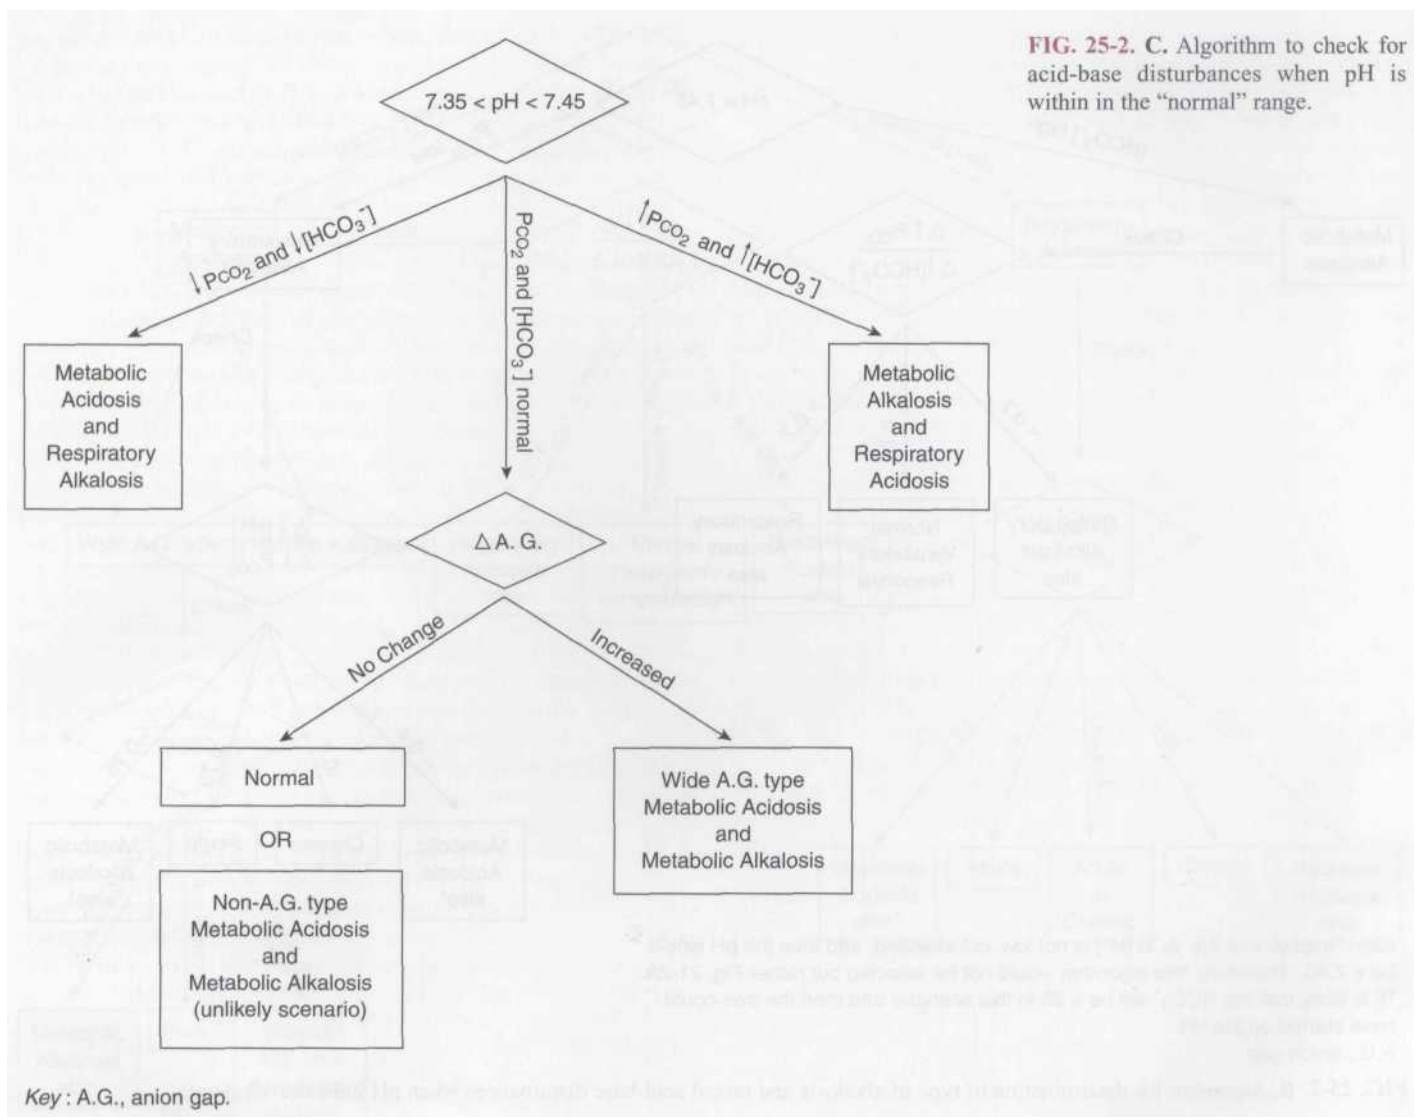 FIG. 25-2. C. Algorithm to check for
acid-base disturbances when pH is
within in the “normal” range.
7.35 < pH < 7.45
↓PCO₂ and ↓[HCO₃⁻]
PCO₂ and [HCO₃⁻] normal
↑PCO₂ and ↑[HCO₃⁻]
Metabolic
Acidosis
and
Respiratory
Alkalosis
Metabolic
Alkalosis
and
Respiratory
Acidosis
△ A. G.
No Change
Increased
Normal
OR
Non-A.G. type
Metabolic Acidosis
and
Metabolic Alkalosis
(unlikely scenario)
Wide A.G. type
Metabolic Acidosis
and
Metabolic Alkalosis
Key : A.G., anion gap.